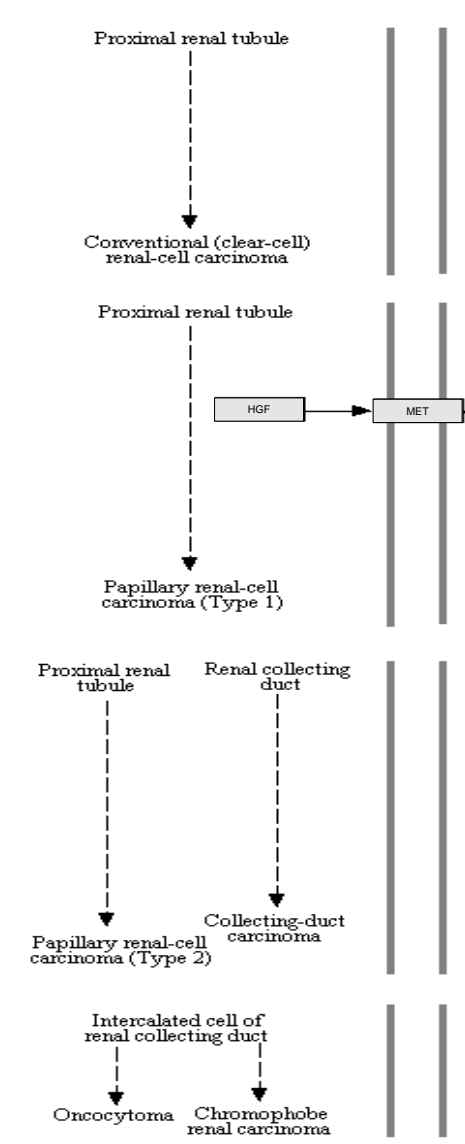 Proximal renal tubule
Conventional (clear-cell)
renal-cell carcinoma
Proximal renal tubule
HGF
MET
Papillary renal-cell
carcinoma (Type 1)
Proximal renal
tubule
Renal collecting
duct
Collecting-duct
carcinoma
Papillary renal-cell
carcinoma (Type 2)
Intercalated cell of
renal collecting duct
Oncocytoma
Chromophobe
renal carcinoma